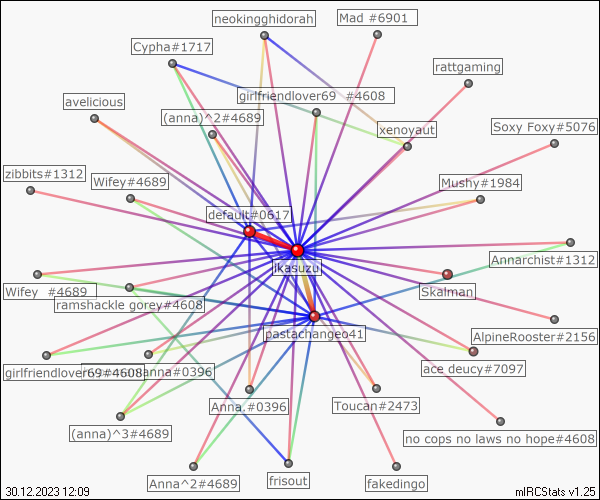 neokingghidorah
Mad #6901
Cypha#1717
rattgaming
avelicious
girlfriendlover69 #4608
(anna)^2#4689
xenoyaut
Soxy Foxy#5076
zibbits#1312
Wifey#4689
Mushy#1984
default#0617
Annarchist#1312
ikasuzu
Wifey #4689
Skalman
ramshackle gorey#4608
pastachangeo41
AlpineRooster#2156
girlfriendlover69#4608
anna#0396
ace deucy#7097
Anna.#0396
Toucan#2473
(anna)^3#4689
no cops no laws no hope#4608
Anna^2#4689
frisout
fakedingo
30.12.2023 12:09
mIRCStats v1.25